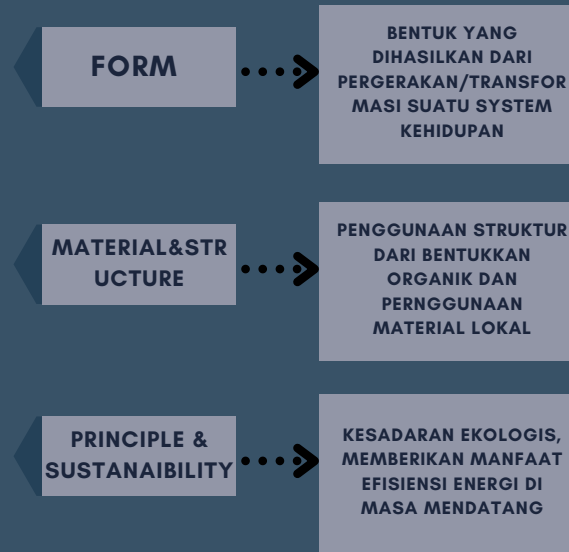 FORM
BENTUK YANG
DIHASILKAN DARI
PERGERAKAN/TRANSFOR
MASI SUATU SYSTEM
KEHIDUPAN
MATERIAL&STR
UCTURE
PENGGUNAAN STRUKTUR
DARI BENTUKKAN
ORGANIK DAN
PERNGGUNAAN
MATERIAL LOKAL
PRINCIPLE &
SUSTANAIBILITY
KESADARAN EKOLOGIS,
MEMBERIKAN MANFAAT
EFISIENSI ENERGI DI
MASA MENDATANG